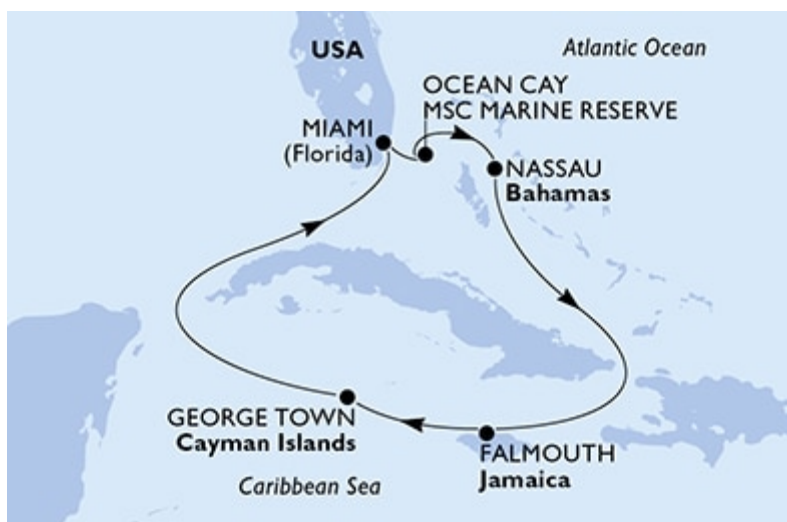 USA
Atlantic Ocean
OCEAN CAY
MSC MARINE RESERVE
MIAMI
(Florida)
NASSAU
Bahamas
GEORGE TOWN
Cayman Islands
FALMOUTH
Jamaica
Caribbean Sea